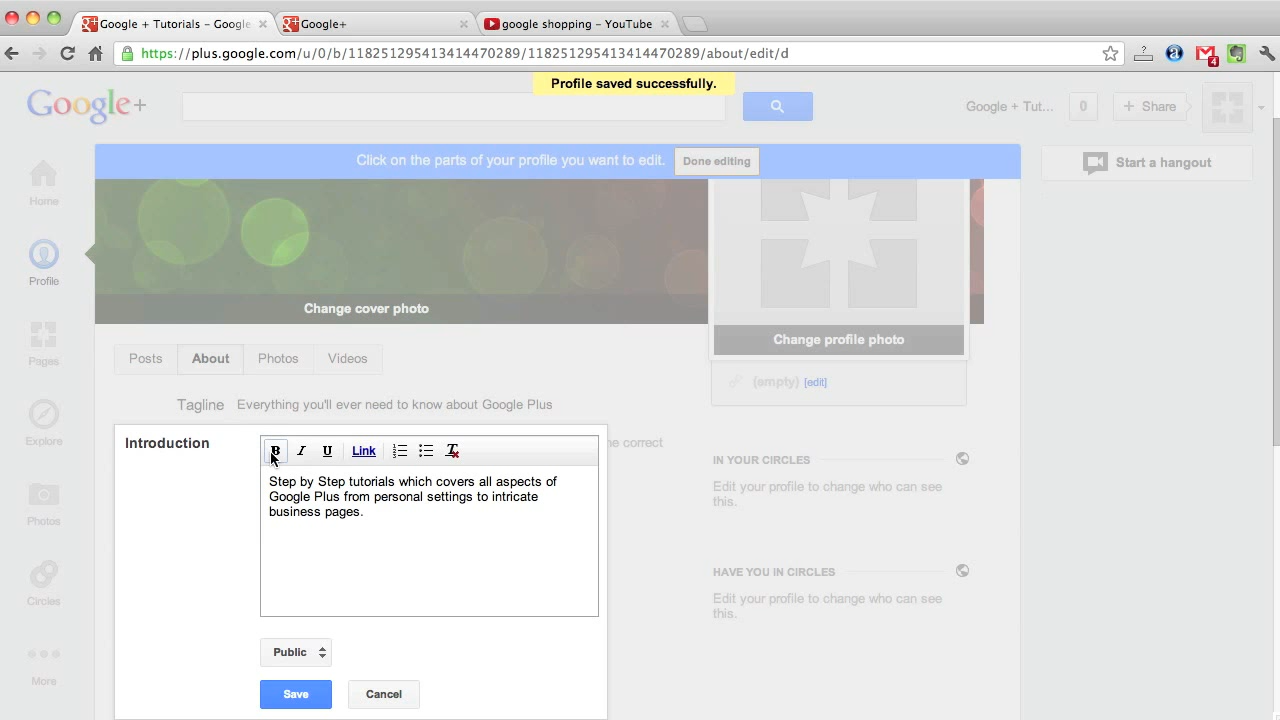 Google + Tutorials - Google
Google+
google shopping - YouTube
https://plus.google.com/u/0/b/118251295413414470289/118251295413414470289/about/edit/d
4
Profile saved successfully.
Google+
Google + Tut...
0
+ Share
Click on the parts of your profile you want to edit.
Done editing
Start a hangout
Home
Profile
Pages
Explore
Photos
Circles
More
Change cover photo
Change profile photo
Posts
About
Photos
Videos
(empty) [edit]
Tagline
Everything you'll ever need to know about Google Plus
Introduction
B I U Link
he correct
Step by Step tutorials which covers all aspects of
Google Plus from personal settings to intricate
business pages.
Public
Save
Cancel
IN YOUR CIRCLES
Edit your profile to change who can see
this.
HAVE YOU IN CIRCLES
Edit your profile to change who can see
this.